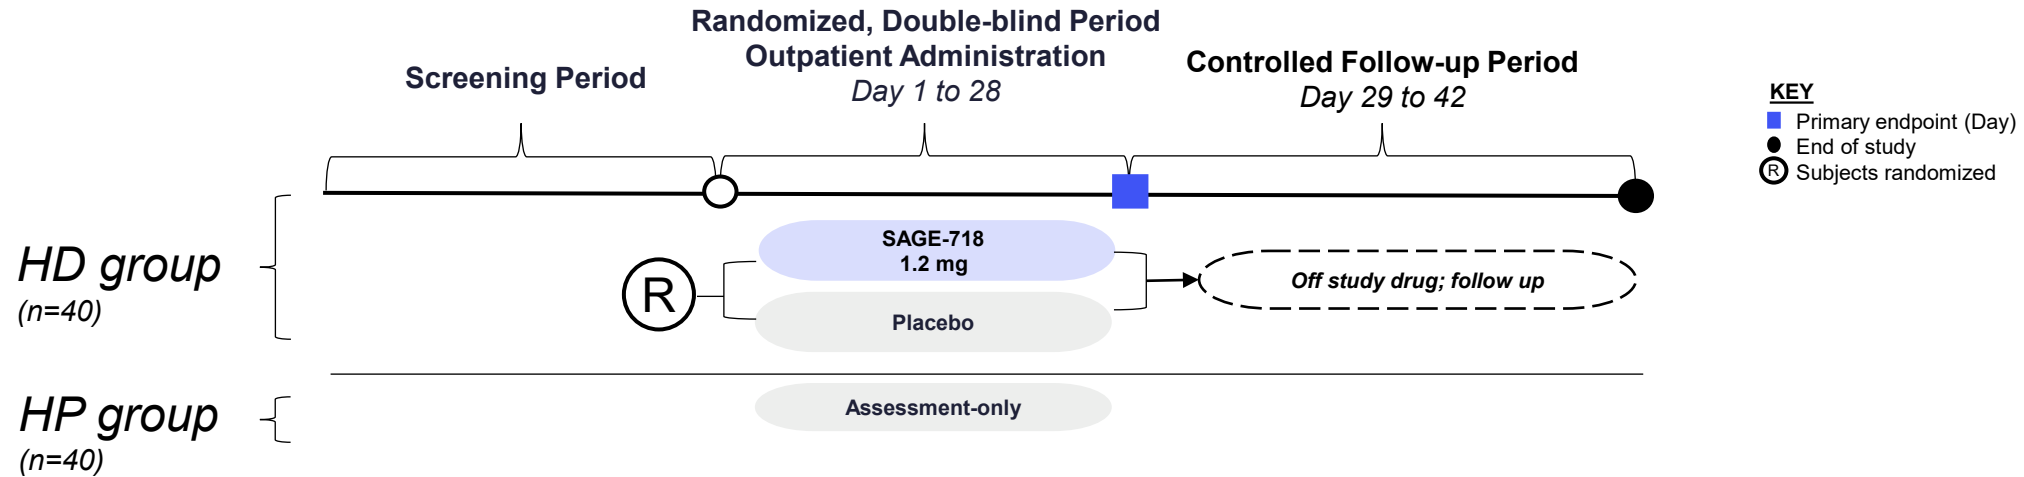 Randomized, Double-blind Period
Outpatient Administration
Day 1 to 28
Screening Period
Controlled Follow-up Period
Day 29 to 42
KEY
Primary endpoint (Day)
End of study
R Subjects randomized
HD group
(n=40)
R
SAGE-718
1.2 mg
Placebo
Off study drug; follow up
HP group
(n=40)
Assessment-only